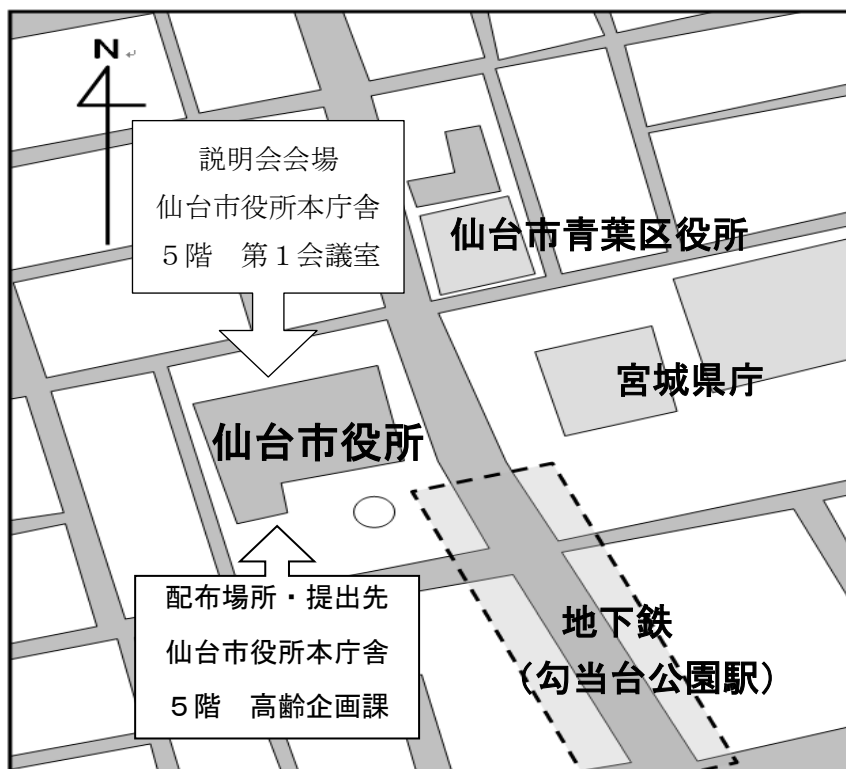 N
説明会会場
仙台市役所本庁舎
５階　第１会議室
仙台市青葉区役所
宮城県庁
仙台市役所
配布場所・提出先
仙台市役所本庁舎
５階　高齢企画課
地下鉄
（勾当台公園駅）